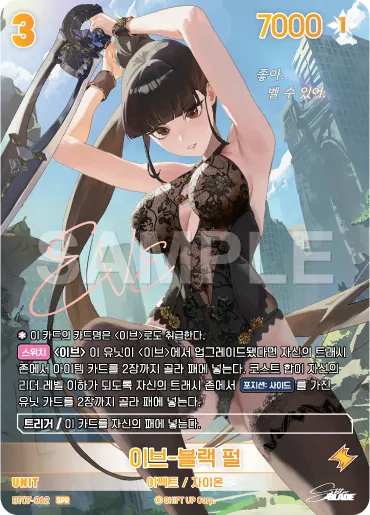 3
7000 1
좋아.
벨 수 있어.
SAMPLE
Eve
이 카드의 카드명은 <이브>로도 취급한다.
스위치 <이브> 이 유닛이 <이브>에서 업그레이드됐다면 자신의 트래시
존에서 아이템 카드를 2장까지 골라 패에 넣는다. 코스트 합이 자신의
리더 레벨 이하가 되도록 자신의 트래시 존에서 포지션: 사이드 를 가진
유닛 카드를 2장까지 골라 패에 넣는다.
트리거 / 이 카드를 자신의 패에 넣는다.
이브-블랙 펄
UNIT
이펙트 / 자이온
SPR
© SHIFT UP Corp.
Stellar BLADE